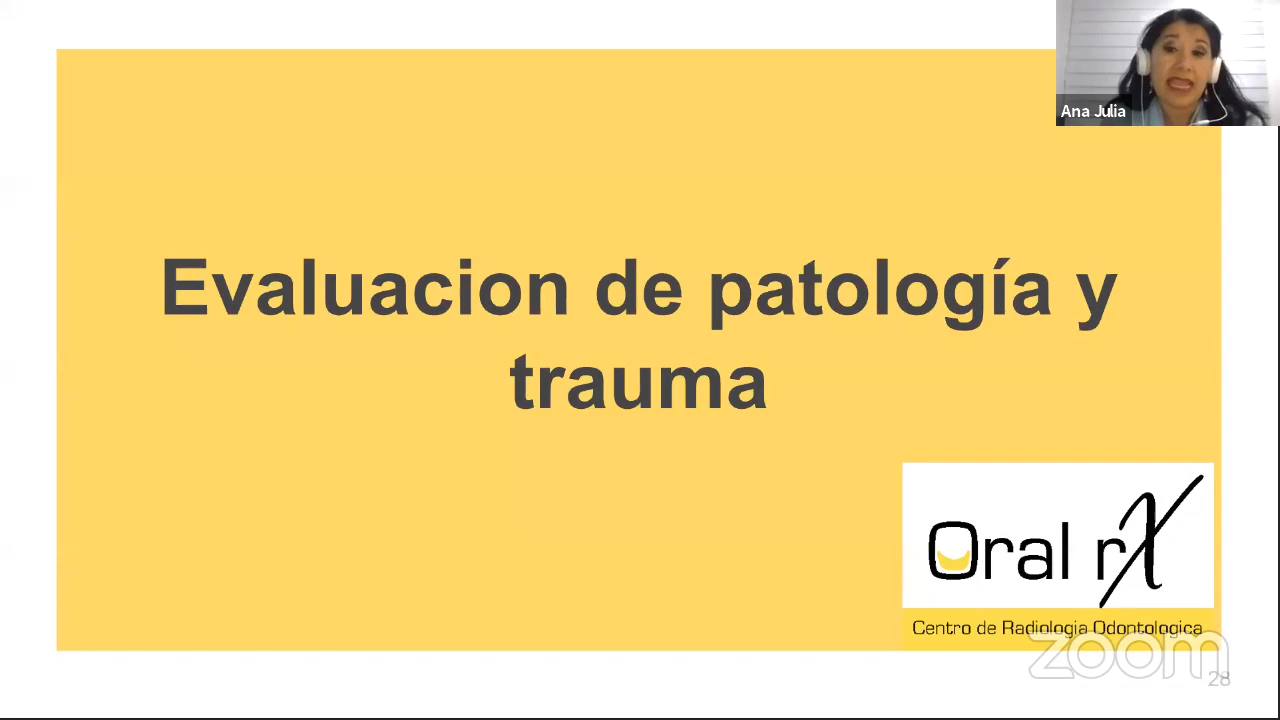 Ana Julia
Evaluacion de patología y
trauma
Oral rX
Centro de Radiologia Odontologica
zoom
28